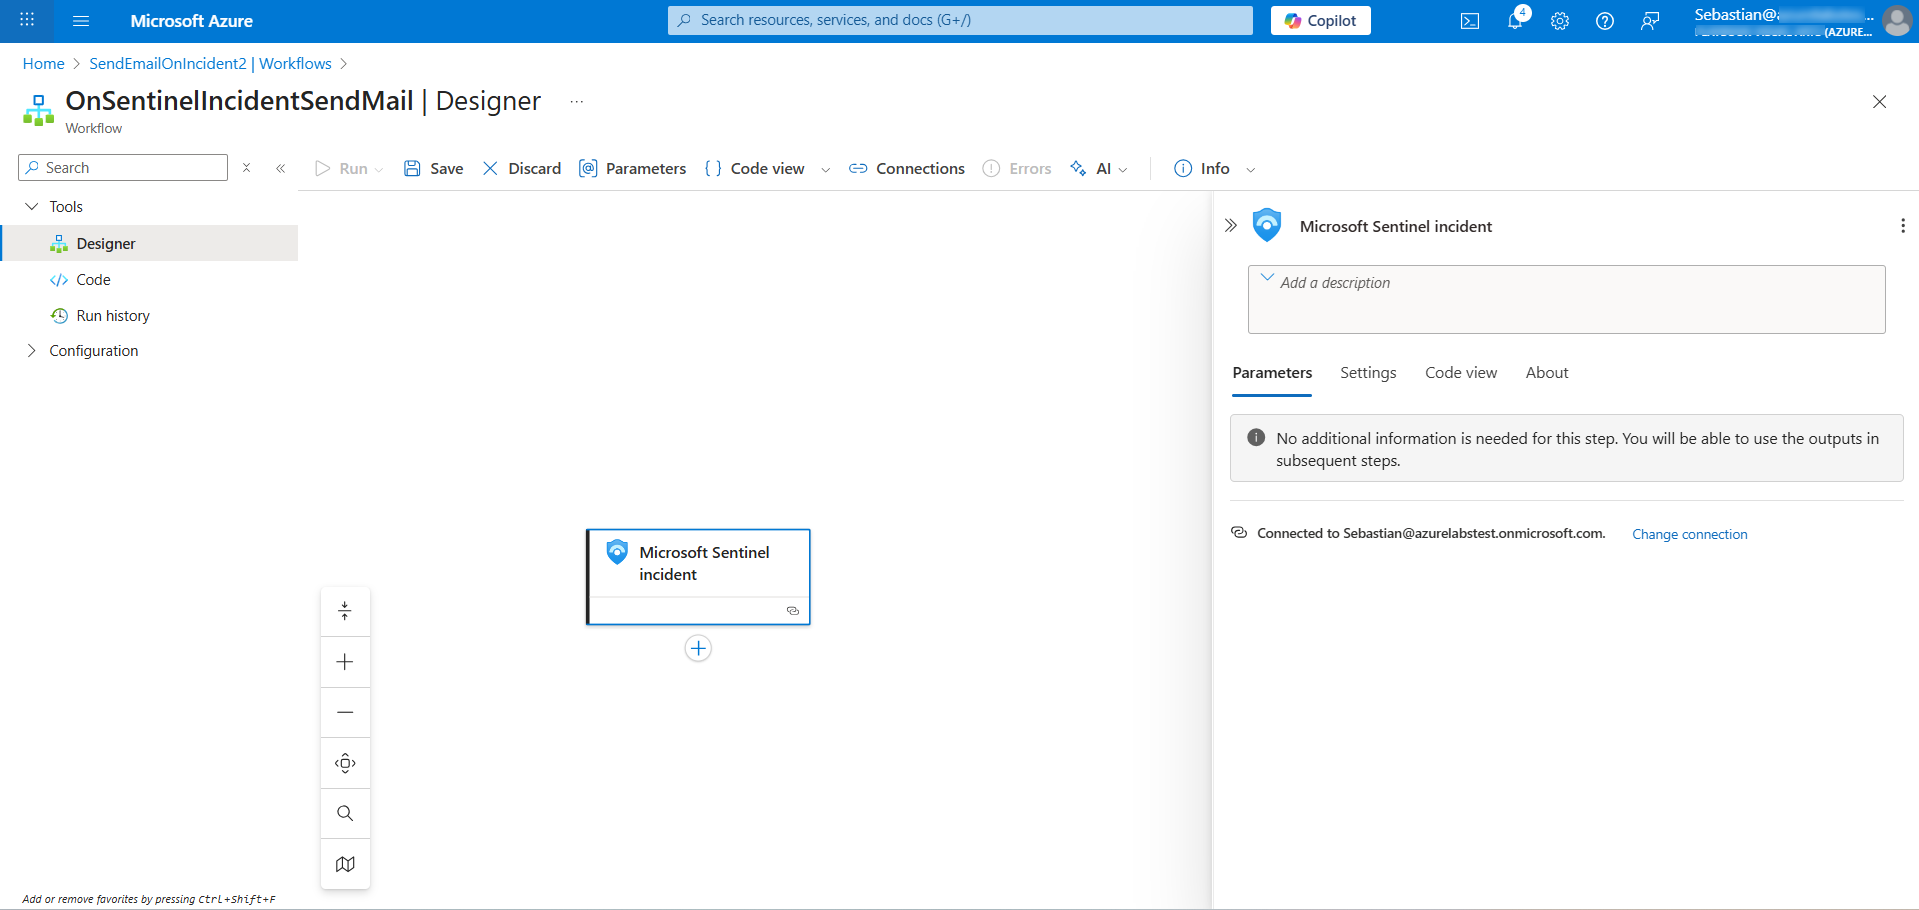 Microsoft Azure
Search resources, services, and docs (G+/)
Copilot
4
Sebastian@
...
(AZURE...
Home > SendEmailOnIncident2 | Workflows >
OnSentinelIncidentSendMail | Designer ...
Workflow
Search
Run
Save
Discard
Parameters
Code view
Connections
Errors
AI
Info
Tools
Designer
Code
Run history
Configuration
Add or remove favorites by pressing Ctrl+Shift+F
Microsoft Sentinel
incident
Microsoft Sentinel incident
Add a description
Parameters
Settings
Code view
About
No additional information is needed for this step. You will be able to use the outputs in
subsequent steps.
Connected to Sebastian@azurelabstest.onmicrosoft.com.
Change connection